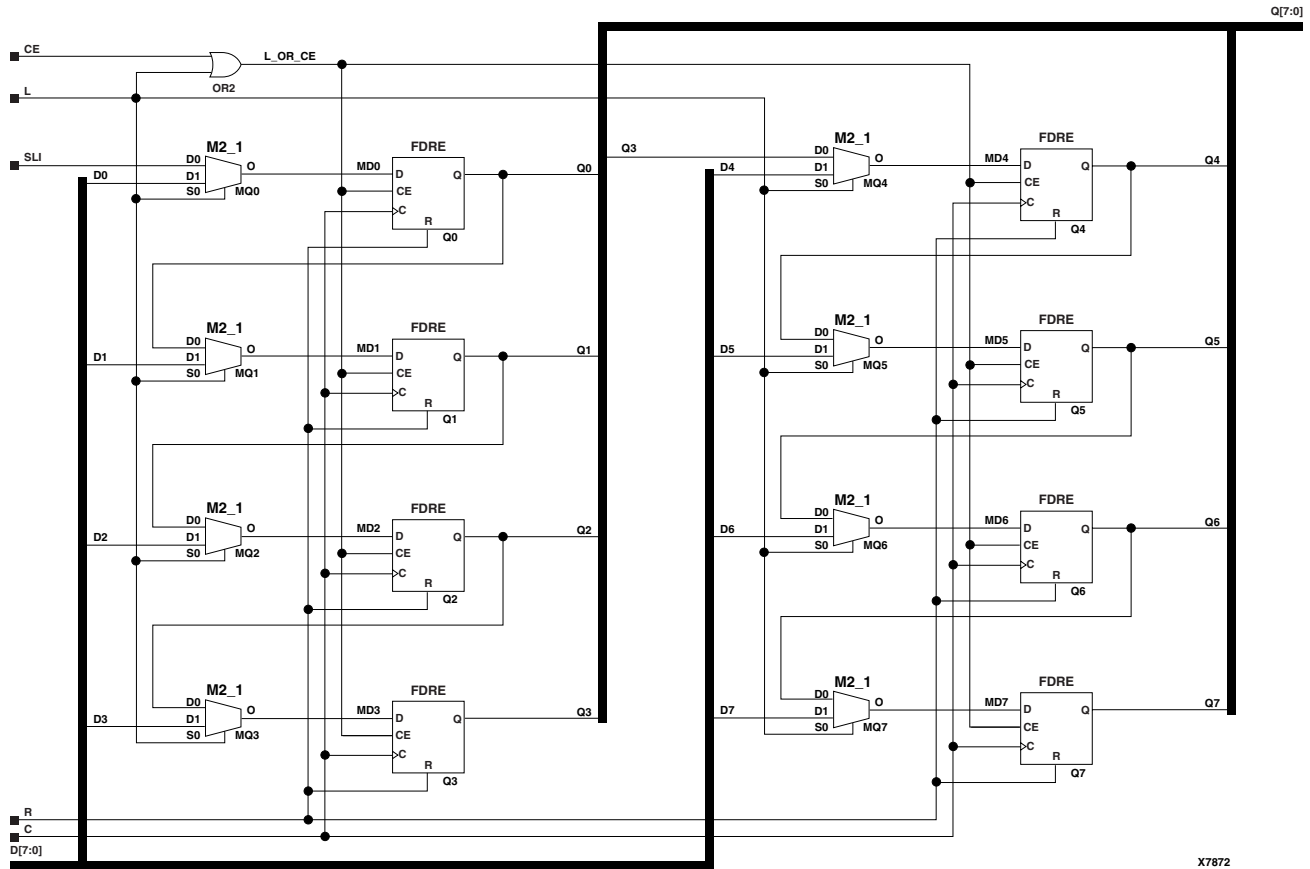 Q[7:0]
CE
L_OR_CE
OR2
L
SLI
M2_1
D0
D0
D1
S0
O
MQ0
MD0
FDRE
D
CE
C
R
Q
Q0
Q0
M2_1
D1
D0
D1
S0
O
MQ1
MD1
FDRE
D
CE
C
R
Q
Q1
Q1
M2_1
D2
D0
D1
S0
O
MQ2
MD2
FDRE
D
CE
C
R
Q
Q2
Q2
M2_1
D3
D0
D1
S0
O
MQ3
MD3
FDRE
D
CE
C
R
Q
Q3
Q3
Q3
M2_1
D4
D0
D1
S0
O
MQ4
MD4
FDRE
D
CE
C
R
Q
Q4
Q4
M2_1
D5
D0
D1
S0
O
MQ5
MD5
FDRE
D
CE
C
R
Q
Q5
Q5
M2_1
D6
D0
D1
S0
O
MQ6
MD6
FDRE
D
CE
C
R
Q
Q6
Q6
M2_1
D7
D0
D1
S0
O
MQ7
MD7
FDRE
D
CE
C
R
Q
Q7
Q7
R
C
D[7:0]
X7872